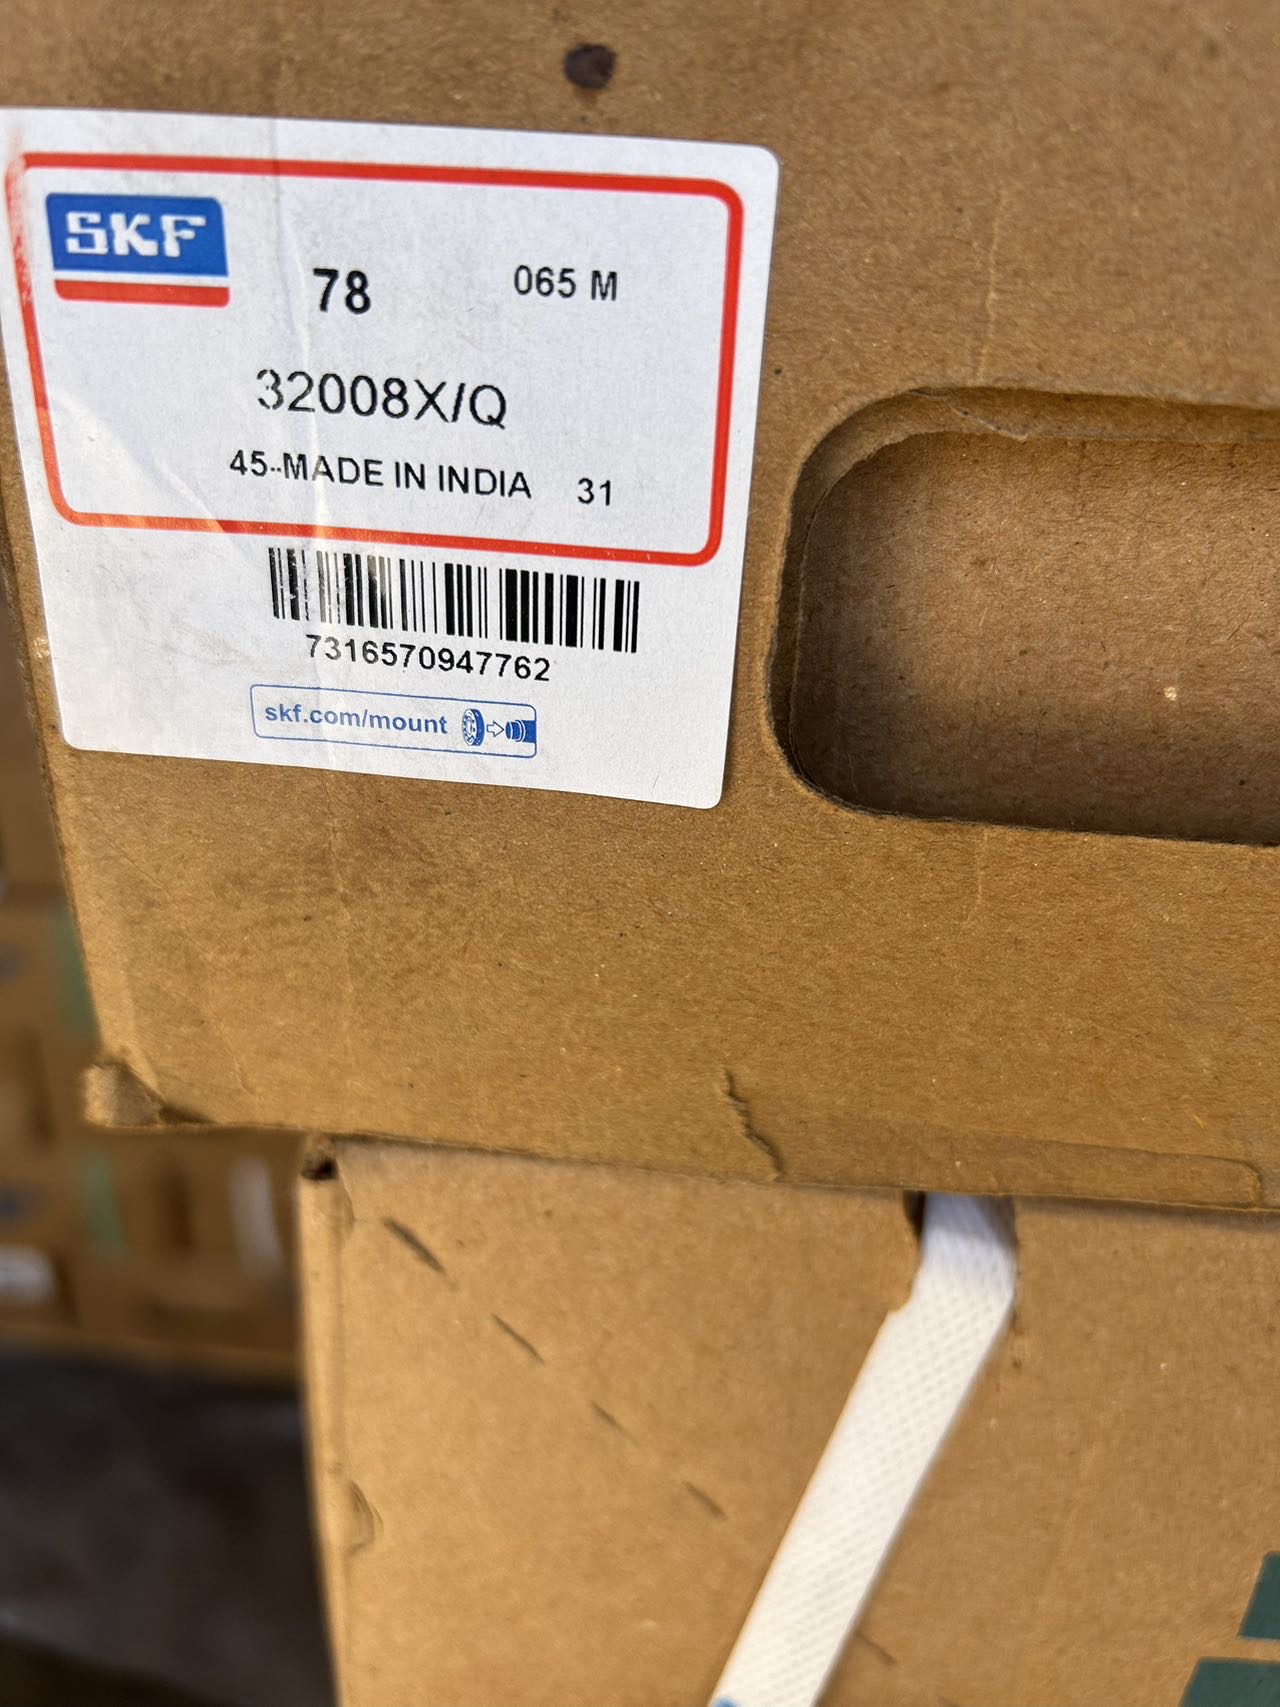 SKF
78 065 M
32008X/Q
45--MADE IN INDIA 31
7316570947762
skf.com/mount